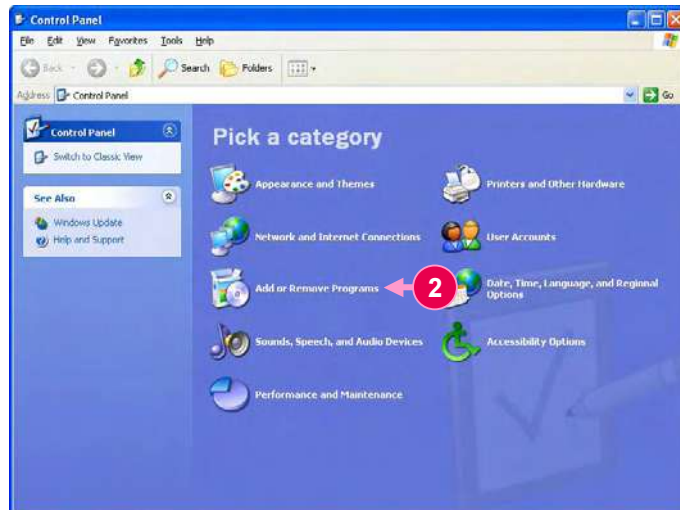 Control Panel
File Edit View Favorites Tools Help
Back Search Folders
Address Control Panel Go
Control Panel
Switch to Classic View
See Also
Windows Update
Help and Support
Pick a category
Appearance and Themes
Printers and Other Hardware
Network and Internet Connections
User Accounts
Add or Remove Programs
2
Date, Time, Language, and Regional
Options
Sounds, Speech, and Audio Devices
Accessibility Options
Performance and Maintenance